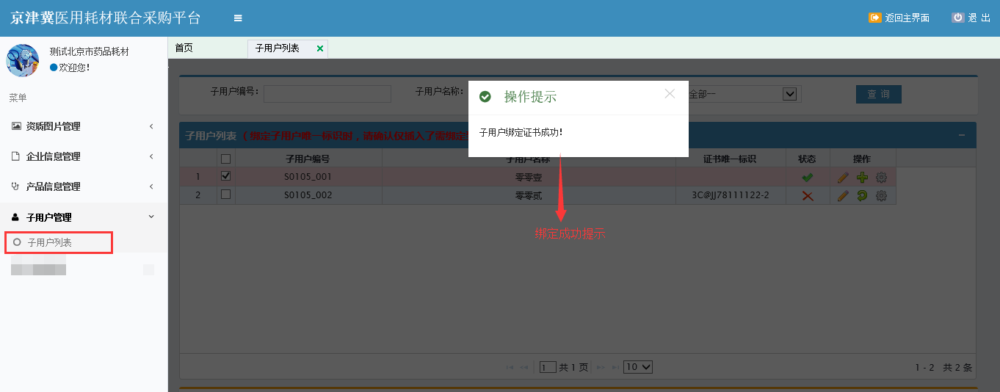 京津冀医用耗材联合采购平台
返回主界面
退 出
测试北京市药品耗材
欢迎您!
首页
子用户列表
菜单
资质图片管理
企业信息管理
产品信息管理
子用户管理
子用户列表
子用户编号:
子用户名称:
全部--
查 询
操作提示
子用户绑定证书成功!
子用户列表 (绑定子用户唯一标识时,请确认仅插入了需绑定
子用户编号 子用户名称 证书唯一标识 状态 操作
1 S0105_001 零零壹
2 S0105_002 零零贰 3C@JJ78111122-2
绑定成功提示
1 共 1 页 10
1 - 2 共 2 条